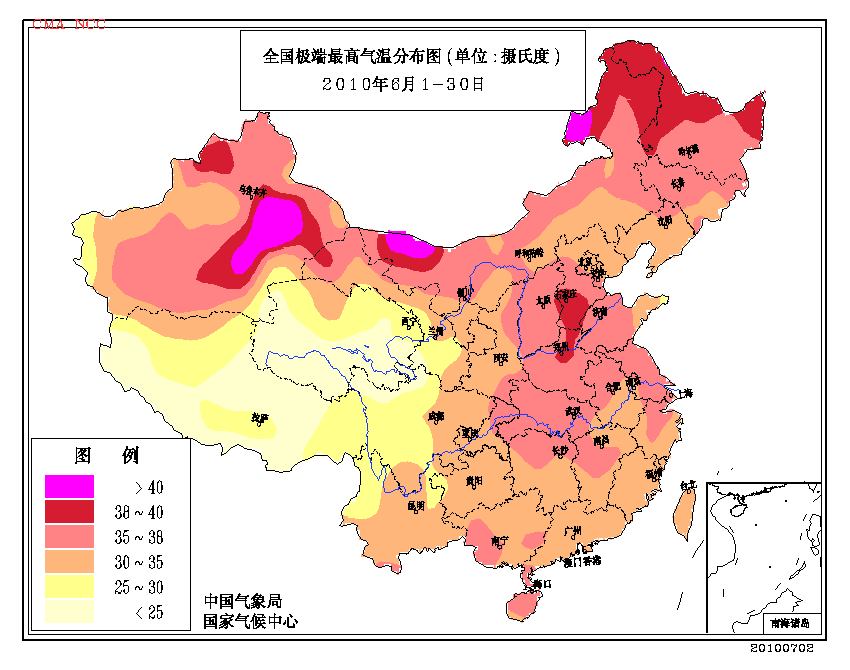 CMA NCC
全国极端最高气温分布图(单位:摄氏度)
2010年6月1-30日
哈尔滨
长春
乌鲁木齐
沈阳
呼和浩特
北京
天津
银川
太原
石家庄
济南
西宁
兰州
郑州
西安
合肥
南京
上海
拉萨
成都
武汉
重庆
长沙
南昌
贵阳
福州
台北
昆明
广州
南宁
澳门 香港
海口
图 例
> 40
38 ~ 40
35 ~ 38
30 ~ 35
25 ~ 30
< 25
中国气象局
国家气候中心
南海诸岛
20100702